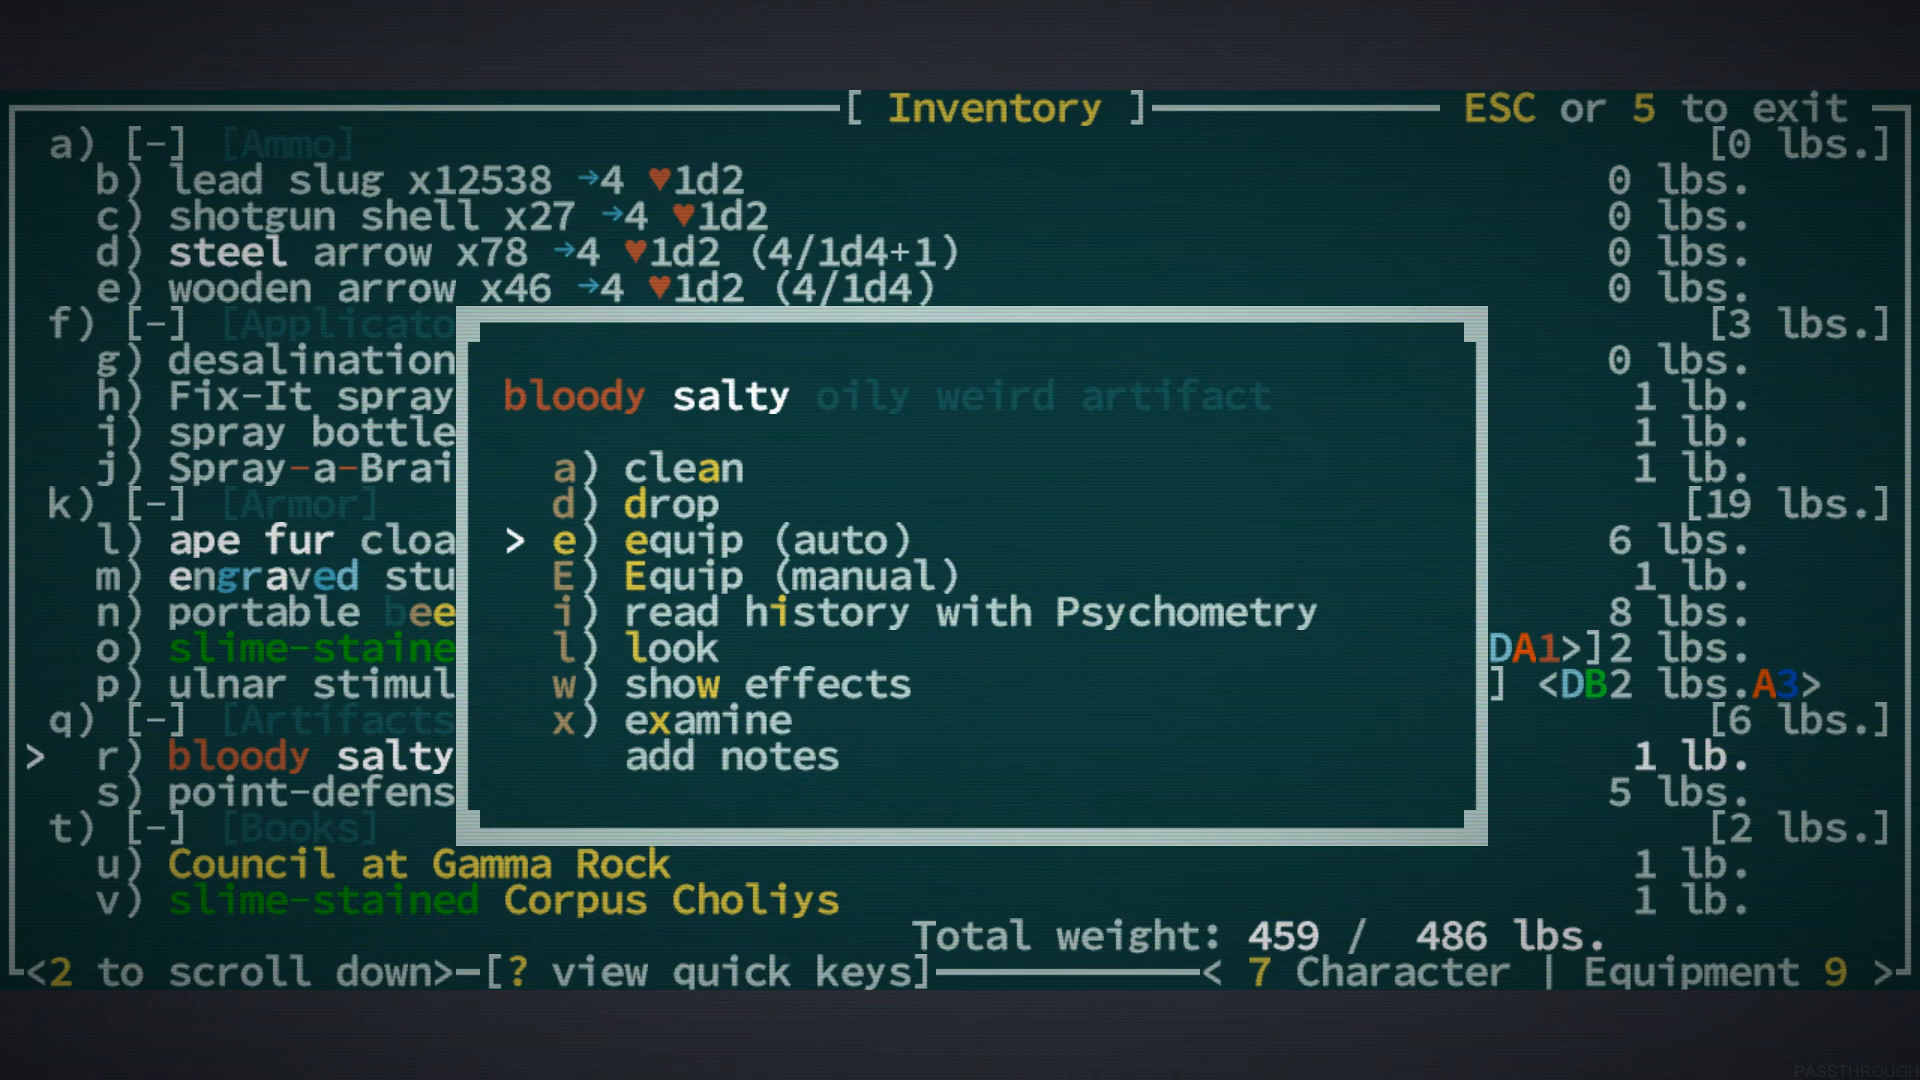 [ Inventory ] ESC or 5 to exit
a) [-] [Ammo] [0 lbs.]
b) lead slug x12538 →4 ♥1d2 0 lbs.
c) shotgun shell x27 →4 ♥1d2 0 lbs.
d) steel arrow x78 →4 ♥1d2 (4/1d4+1) 0 lbs.
e) wooden arrow x46 →4 ♥1d2 (4/1d4) 0 lbs.
f) [-] [Applicato [3 lbs.]
g) desalination 0 lbs.
h) Fix-It spray 1 lb.
i) spray bottle 1 lb.
j) Spray-a-Brai 1 lb.
k) [-] [Armor] [19 lbs.]
l) ape fur cloa 6 lbs.
m) engraved stu 1 lb.
n) portable bee 8 lbs.
o) slime-staine DA1>]2 lbs.
p) ulnar stimul ] <DB2 lbs.A3>
q) [-] [Artifacts [6 lbs.]
> r) bloody salty 1 lb.
s) point-defens 5 lbs.
t) [-] [Books] [2 lbs.]
u) Council at Gamma Rock 1 lb.
v) slime-stained Corpus Choliys 1 lb.
Total weight: 459 / 486 lbs.
<2 to scroll down> [? view quick keys] < 7 Character | Equipment 9 >
bloody salty oily weird artifact
a) clean
d) drop
> e) equip (auto)
E) Equip (manual)
i) read history with Psychometry
l) look
w) show effects
x) examine
add notes
PASSTHROUGH